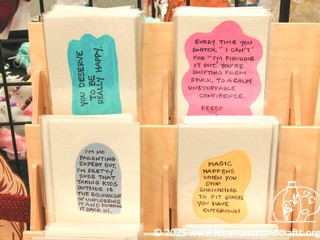 YOU DESERVE
TO BE
REALLY HAPPY.
EVERY TIME YOU
SWITCH, "I CAN'T"
FOR "I'M FIGURING
IT OUT," YOU'RE
SHIFTING FROM
STUCK, TO A CALM,
UNSTOPPABLE
CONFIDENCE.
KEEP
I'M NO
PARENTING
EXPERT BUT
I'M PRETTY
SURE THAT
TAKING KIDS
OUTSIDE IS
THE EQUIVALENT
OF UNPLUGGING
IT AND PLUGGING
IT BACK IN.
MAGIC
HAPPENS
WHEN YOU
STOP
SHRINKING
TO FIT
YOU HAVE
OUTGROWN
© 2025 www.lebanonartandcrafts.org